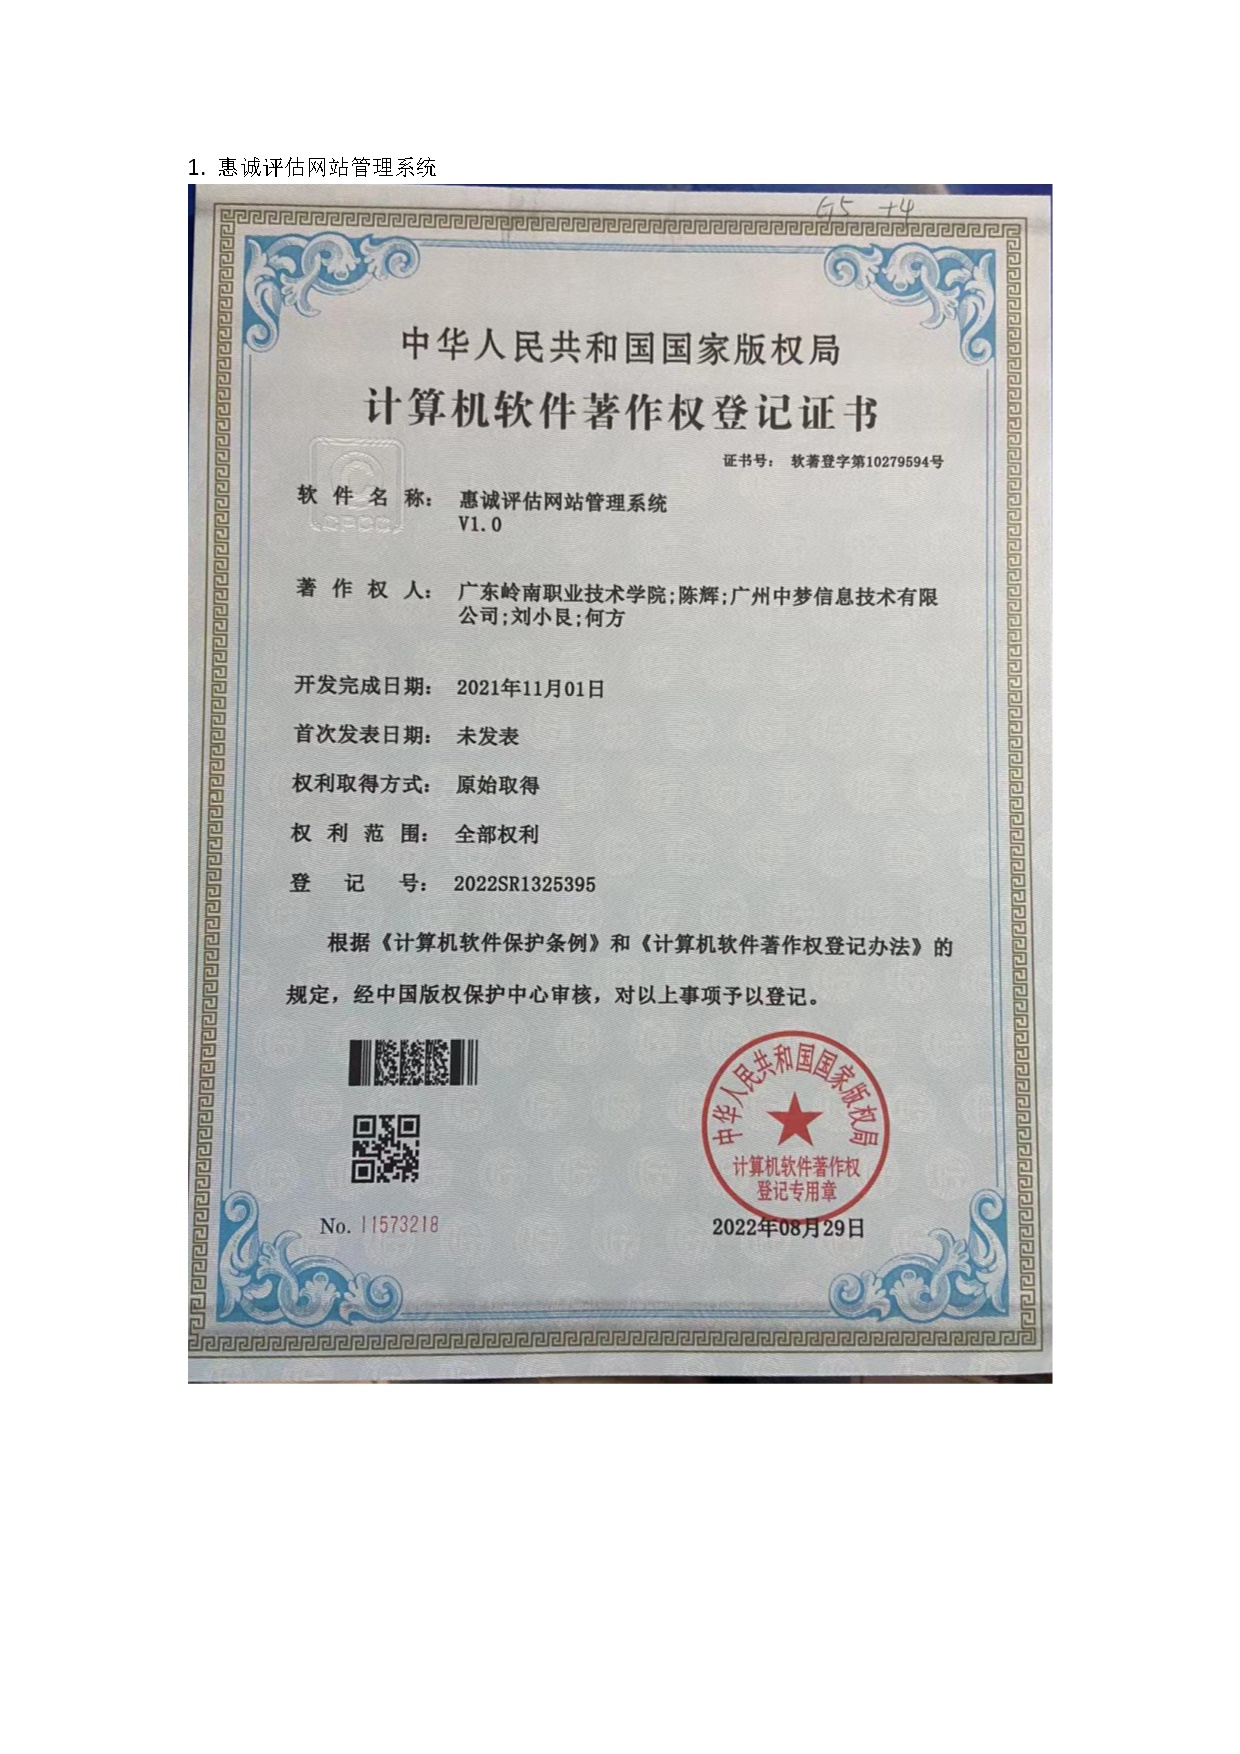 1. 惠诚评估网站管理系统
G5 +4
中华人民共和国国家版权局
计算机软件著作权登记证书
证书号： 软著登字第10279594号
CPCC
软件名称： 惠诚评估网站管理系统
V1.0
著作权人： 广东岭南职业技术学院;陈辉;广州中梦信息技术有限
公司;刘小艮;何方
开发完成日期： 2021年11月01日
首次发表日期： 未发表
权利取得方式： 原始取得
权利范围： 全部权利
登记号： 2022SR1325395
根据《计算机软件保护条例》和《计算机软件著作权登记办法》的
规定，经中国版权保护中心审核，对以上事项予以登记。
中华人民共和国国家版权局
计算机软件著作权
登记专用章
No. 11573218
2022年08月29日